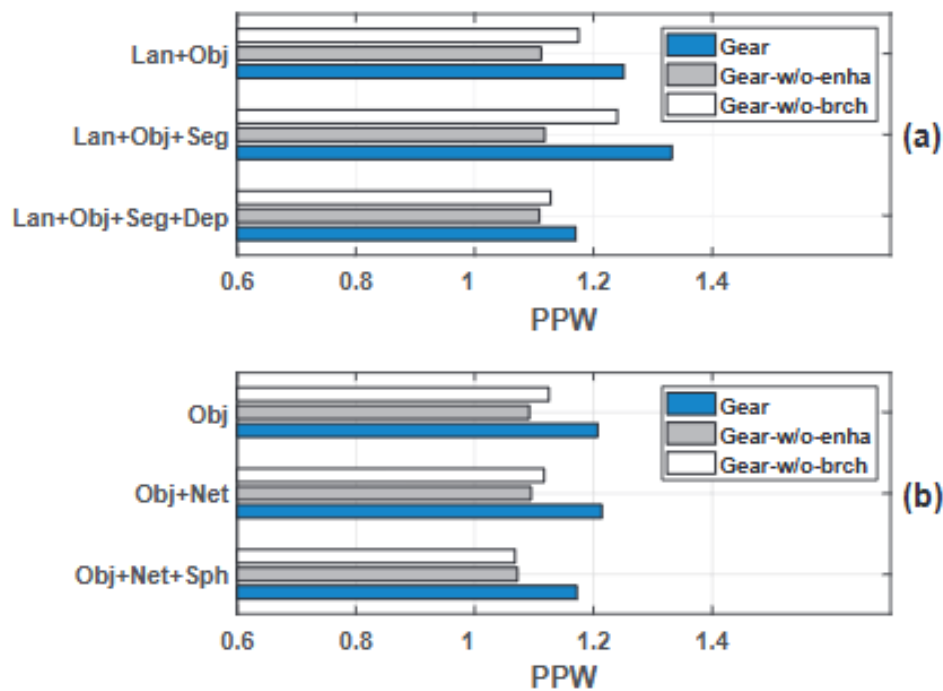 Lan+Obj
Lan+Obj+Seg
Lan+Obj+Seg+Dep
Gear
Gear-w/o-enha
Gear-w/o-brch
(a)
0.6 0.8 1 1.2 1.4
PPW
Obj
Obj+Net
Obj+Net+Sph
Gear
Gear-w/o-enha
Gear-w/o-brch
(b)
0.6 0.8 1 1.2 1.4
PPW